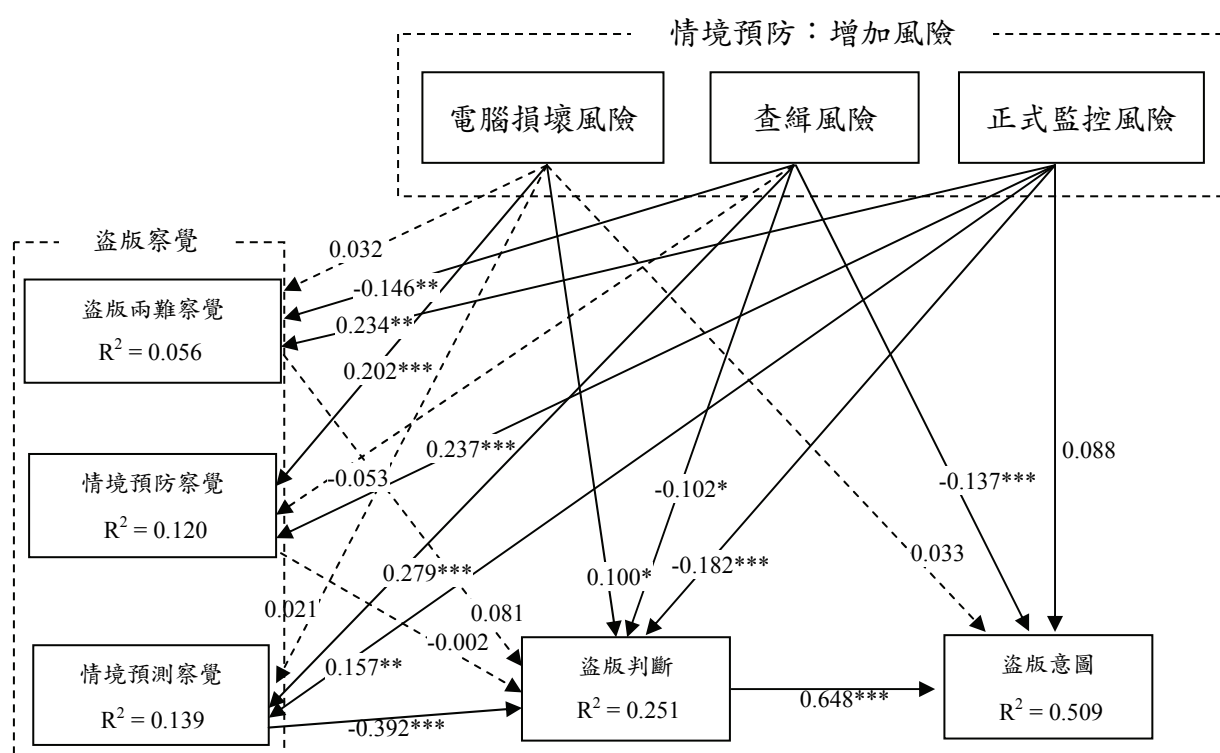 情境預防：增加風險
電腦損壞風險
查緝風險
正式監控風險
盜版察覺
盜版兩難察覺
R² = 0.056
情境預防察覺
R² = 0.120
情境預測察覺
R² = 0.139
0.032
-0.146**
0.234**
0.202***
0.237***
-0.053
-0.102*
-0.137***
0.088
0.279***
0.100*
-0.182***
0.033
0.021
0.081
-0.002
0.157**
-0.392***
盜版判斷
R² = 0.251
0.648***
盜版意圖
R² = 0.509